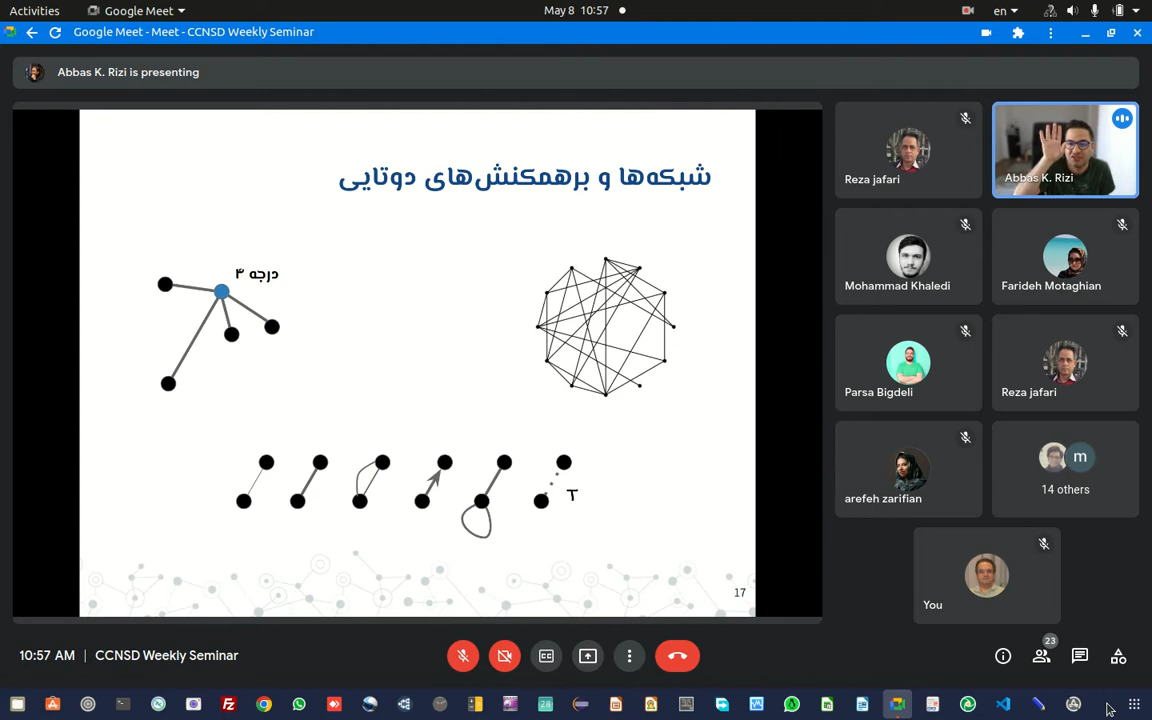 Activities
Google Meet
May 8 10:57
en
Google Meet - Meet - CCNSD Weekly Seminar
Abbas K. Rizi is presenting
شبکه‌ها و برهمکنش‌های دوتایی
درجه ۴
T
17
Reza jafari
Abbas K. Rizi
Mohammad Khaledi
Farideh Motaghian
Parsa Bigdeli
Reza jafari
arefeh zarifian
m
14 others
You
10:57 AM | CCNSD Weekly Seminar
23